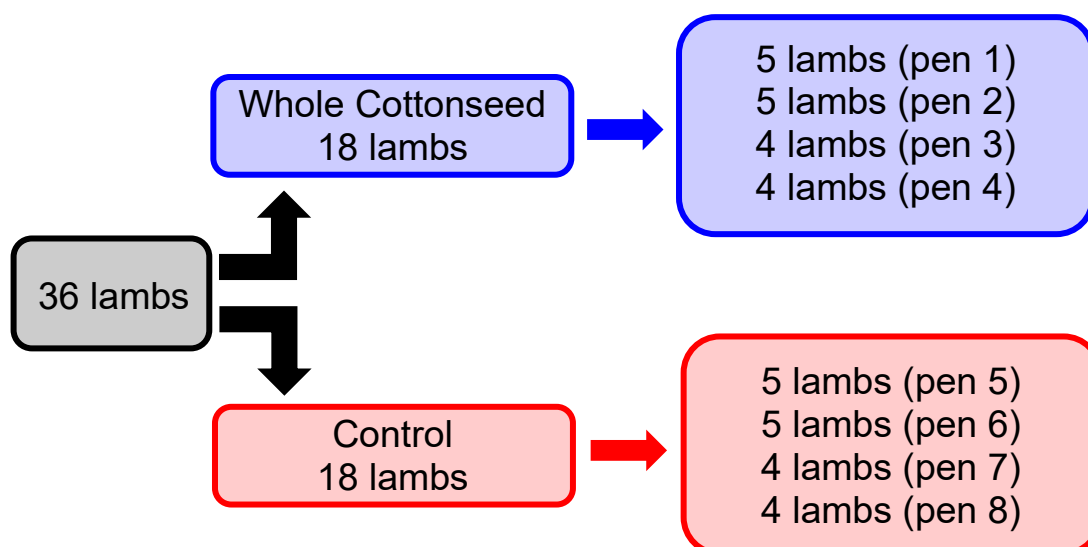 36 lambs
Whole Cottonseed
18 lambs
5 lambs (pen 1)
5 lambs (pen 2)
4 lambs (pen 3)
4 lambs (pen 4)
Control
18 lambs
5 lambs (pen 5)
5 lambs (pen 6)
4 lambs (pen 7)
4 lambs (pen 8)